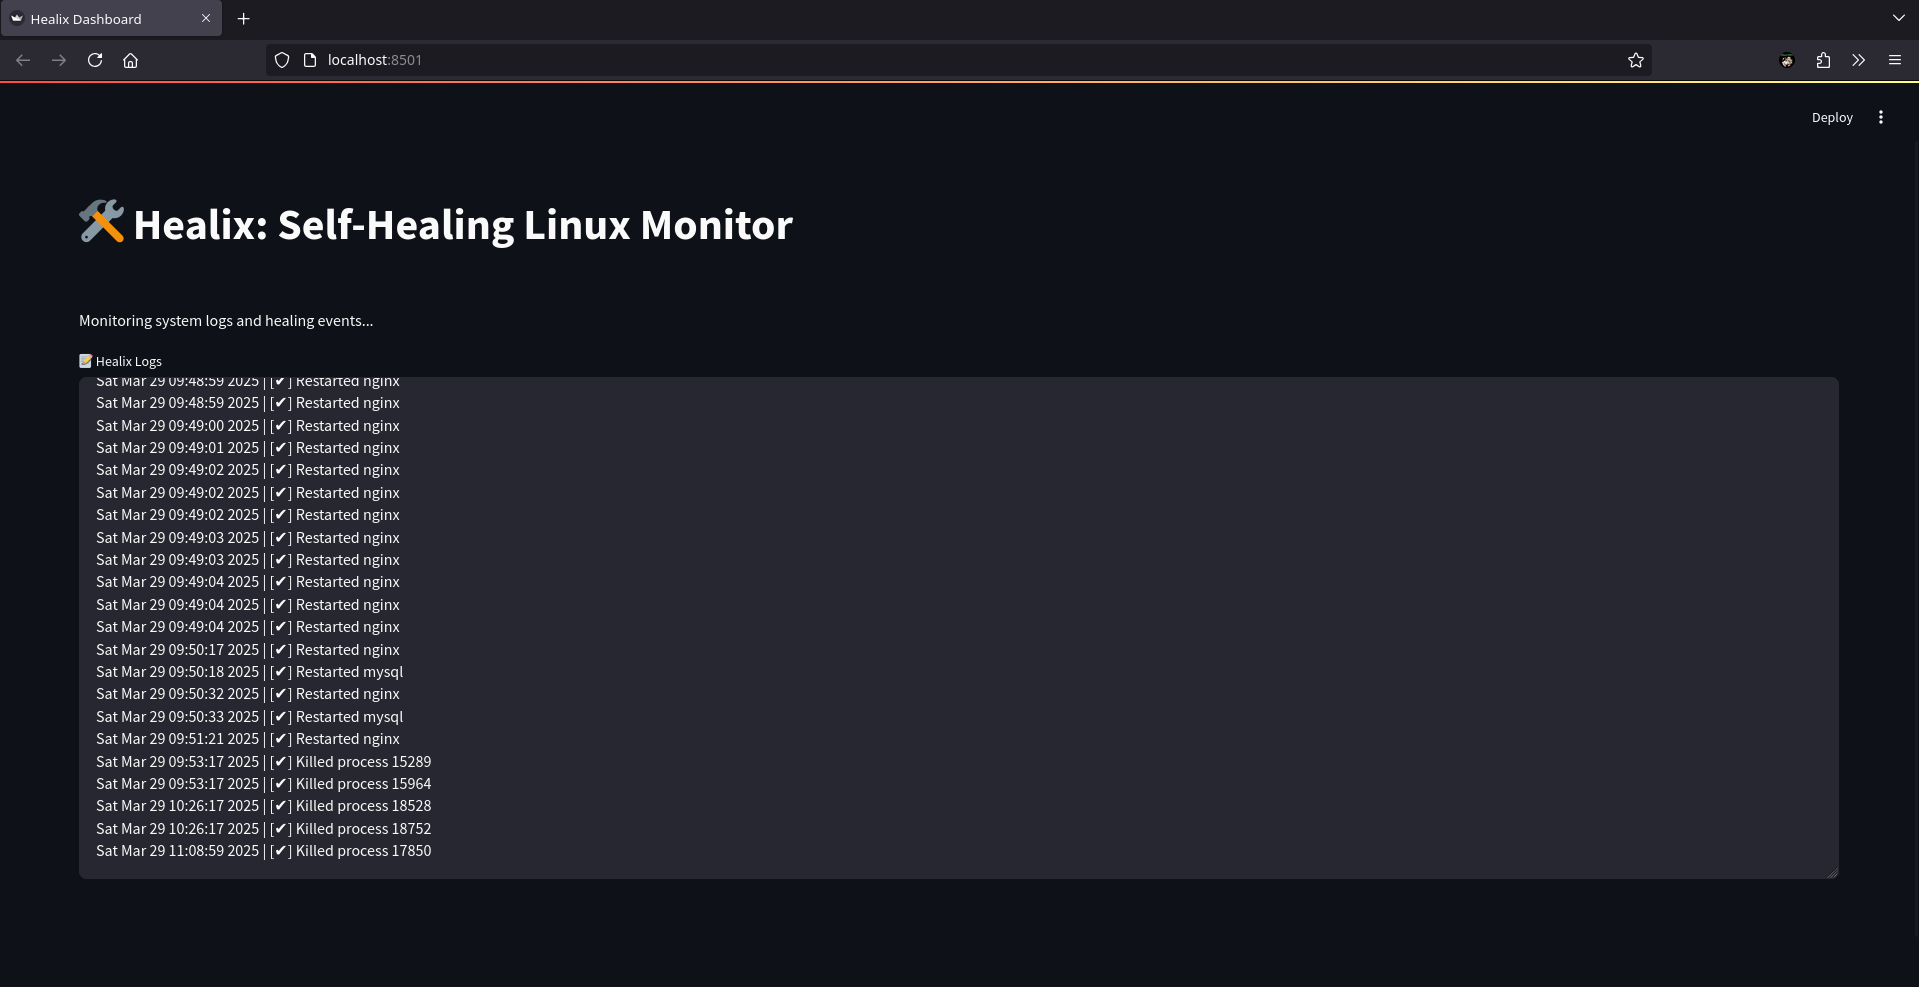 Healix Dashboard
localhost:8501
Deploy
Healix: Self-Healing Linux Monitor
Monitoring system logs and healing events...
Healix Logs
Sat Mar 29 09:48:59 2025 | [✔] Restarted nginx
Sat Mar 29 09:48:59 2025 | [✔] Restarted nginx
Sat Mar 29 09:49:00 2025 | [✔] Restarted nginx
Sat Mar 29 09:49:01 2025 | [✔] Restarted nginx
Sat Mar 29 09:49:02 2025 | [✔] Restarted nginx
Sat Mar 29 09:49:02 2025 | [✔] Restarted nginx
Sat Mar 29 09:49:02 2025 | [✔] Restarted nginx
Sat Mar 29 09:49:03 2025 | [✔] Restarted nginx
Sat Mar 29 09:49:03 2025 | [✔] Restarted nginx
Sat Mar 29 09:49:04 2025 | [✔] Restarted nginx
Sat Mar 29 09:49:04 2025 | [✔] Restarted nginx
Sat Mar 29 09:49:04 2025 | [✔] Restarted nginx
Sat Mar 29 09:50:17 2025 | [✔] Restarted nginx
Sat Mar 29 09:50:18 2025 | [✔] Restarted mysql
Sat Mar 29 09:50:32 2025 | [✔] Restarted nginx
Sat Mar 29 09:50:33 2025 | [✔] Restarted mysql
Sat Mar 29 09:51:21 2025 | [✔] Restarted nginx
Sat Mar 29 09:53:17 2025 | [✔] Killed process 15289
Sat Mar 29 09:53:17 2025 | [✔] Killed process 15964
Sat Mar 29 10:26:17 2025 | [✔] Killed process 18528
Sat Mar 29 10:26:17 2025 | [✔] Killed process 18752
Sat Mar 29 11:08:59 2025 | [✔] Killed process 17850